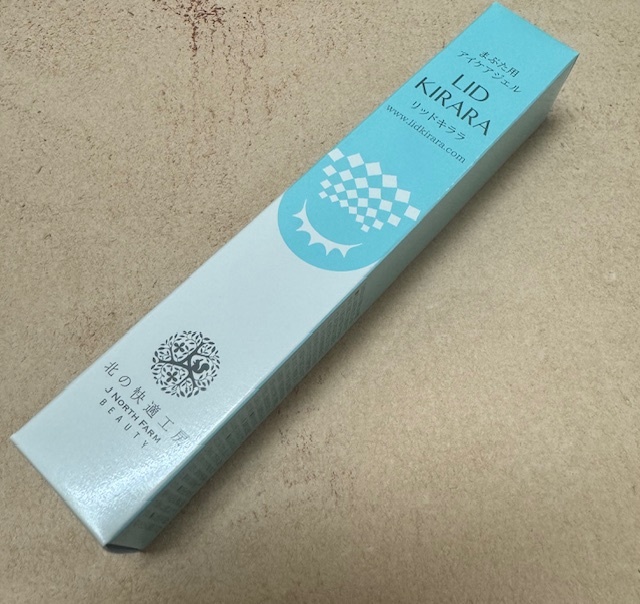 まぶた用
アイケアジェル
LID
KIRARA
リッドキララ
www.lidkirara.com
北の快適工房
J NORTH FARM
BEAUTY